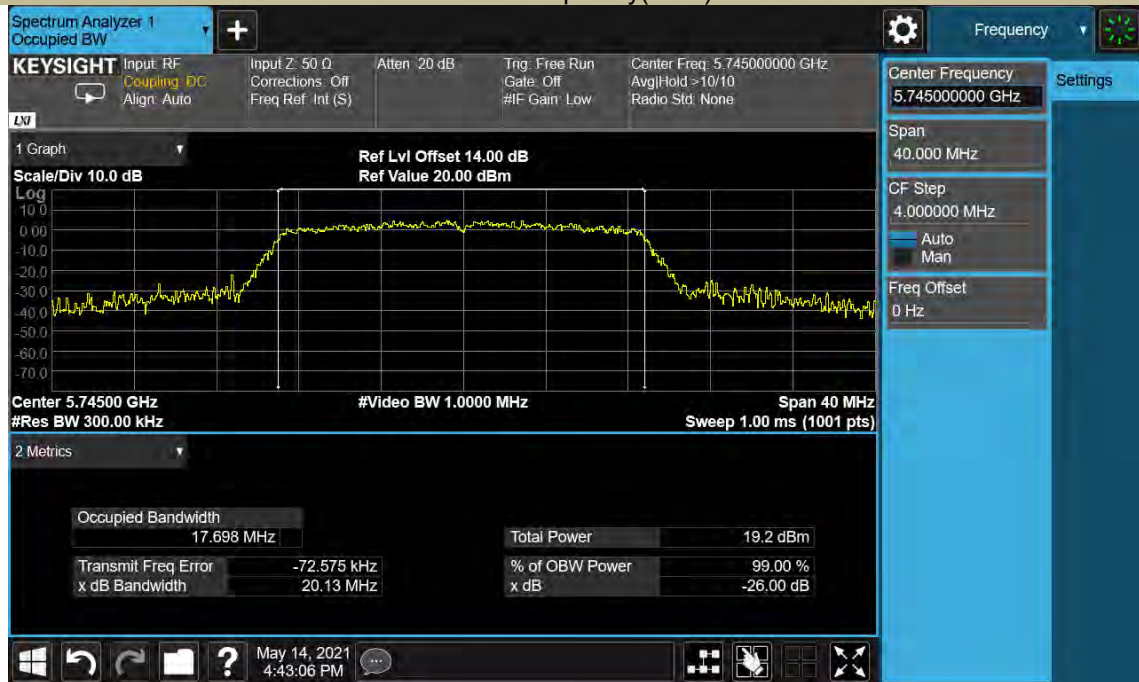 Spectrum Analyzer 1
Occupied BW
Frequency
KEYSIGHT
LXI
Input: RF
Coupling: DC
Align: Auto
Input Z: 50 Ω
Corrections: Off
Freq Ref: Int (S)
Atten: 20 dB
Trig: Free Run
Gate: Off
#IF Gain: Low
Center Freq: 5.745000000 GHz
Avg|Hold >10/10
Radio Std: None
Center Frequency
5.745000000 GHz
Settings
Span
40.000 MHz
CF Step
4.000000 MHz
Auto
Man
Freq Offset
0 Hz
1 Graph
Scale/Div 10.0 dB
Ref Lvl Offset 14.00 dB
Ref Value 20.00 dBm
Log
10.0
0.00
-10.0
-20.0
-30.0
-40.0
-50.0
-60.0
-70.0
Center 5.74500 GHz
#Video BW 1.0000 MHz
Span 40 MHz
#Res BW 300.00 kHz
Sweep 1.00 ms (1001 pts)
2 Metrics
Occupied Bandwidth
17.698 MHz
Total Power 19.2 dBm
Transmit Freq Error -72.575 kHz
% of OBW Power 99.00 %
x dB Bandwidth 20.13 MHz
x dB -26.00 dB
?
May 14, 2021
4:43:06 PM